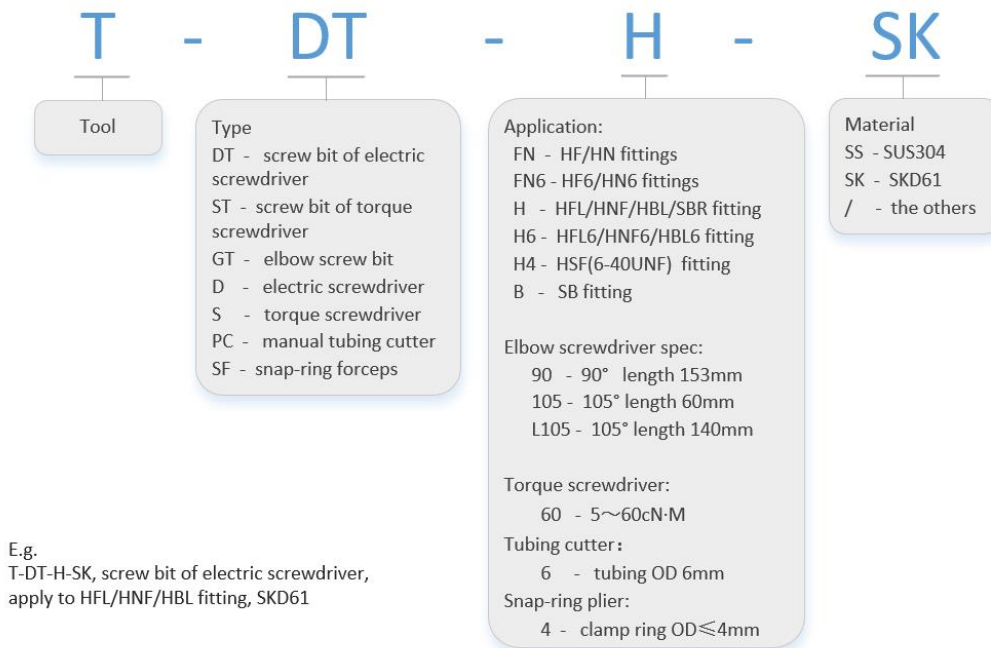 T - DT - H - SK
Tool
Type
DT - screw bit of electric
screwdriver
ST - screw bit of torque
screwdriver
GT - elbow screw bit
D - electric screwdriver
S - torque screwdriver
PC - manual tubing cutter
SF - snap-ring forceps
Application:
FN - HF/HN fittings
FN6 - HF6/HN6 fittings
H - HFL/HNF/HBL/SBR fitting
H6 - HFL6/HNF6/HBL6 fitting
H4 - HSF(6-40UNF) fitting
B - SB fitting
Elbow screwdriver spec:
90 - 90° length 153mm
105 - 105° length 60mm
L105 - 105° length 140mm
Torque screwdriver:
60 - 5～60cN·M
Tubing cutter：
6 - tubing OD 6mm
Snap-ring plier:
4 - clamp ring OD≤4mm
Material
SS - SUS304
SK - SKD61
/ - the others
E.g.
T-DT-H-SK, screw bit of electric screwdriver,
apply to HFL/HNF/HBL fitting, SKD61